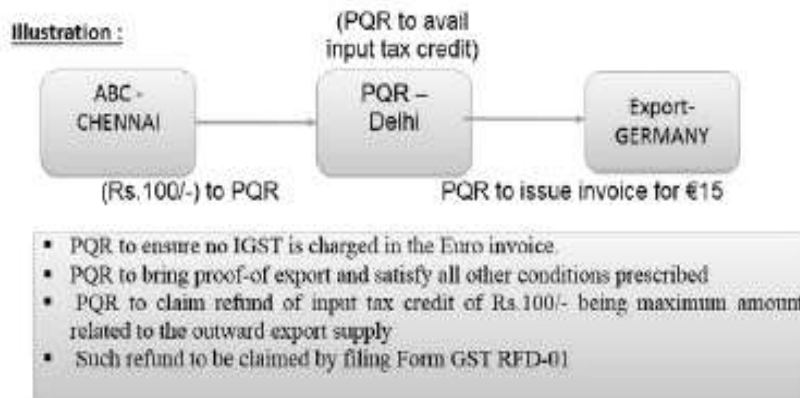 Illustration :
(PQR to avail
input tax credit)
ABC -
CHENNAI
PQR –
Delhi
Export-
GERMANY
(Rs.100/-) to PQR
PQR to issue invoice for €15
▪ PQR to ensure no IGST is charged in the Euro invoice.
▪ PQR to bring proof-of export and satisfy all other conditions prescribed
▪ PQR to claim refund of input tax credit of Rs.100/- being maximum amount
related to the outward export supply
▪ Such refund to be claimed by filing Form GST RFD-01